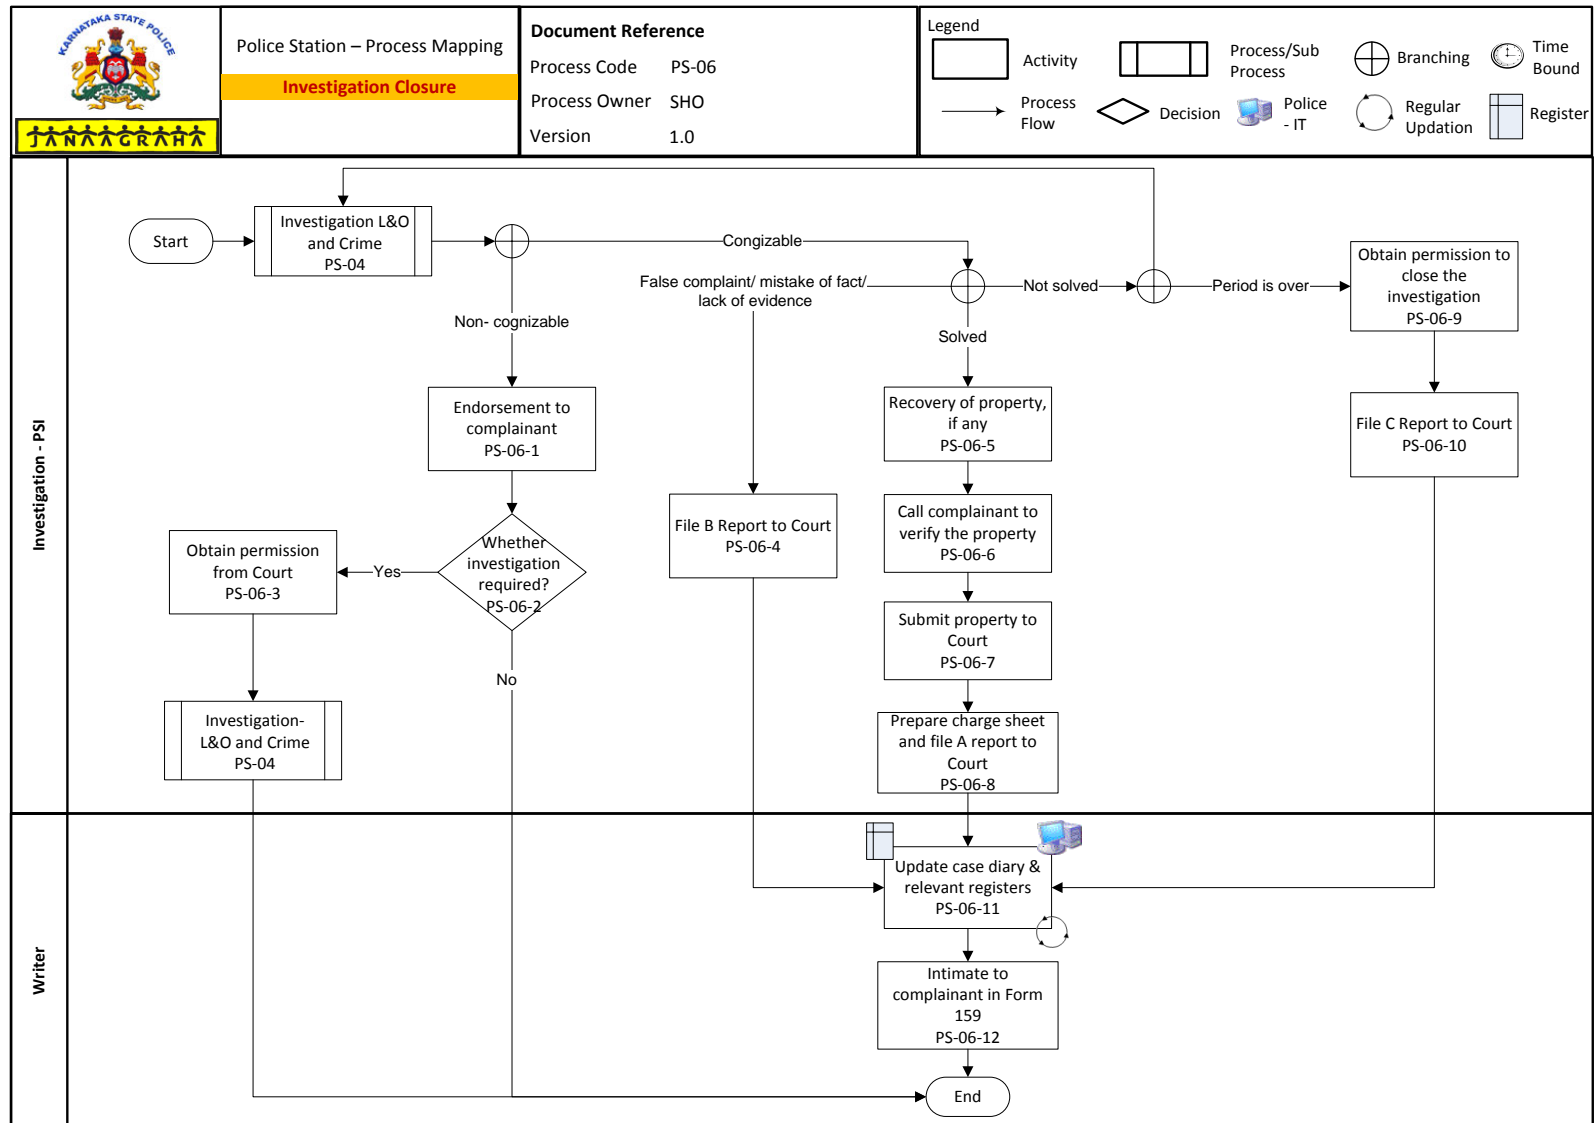 KARNATAKA STATE POLICE
JANAAGRAHA
Police Station – Process Mapping
Investigation Closure
Document Reference
Process Code PS-06
Process Owner SHO
Version 1.0
Legend
Activity
Process/Sub
Process
Branching
Time
Bound
Process
Flow
Decision
Police
- IT
Regular
Updation
Register
Investigation - PSI
Start
Investigation L&O
and Crime
PS-04
Congizable
False complaint/ mistake of fact/
lack of evidence
Not solved
Period is over
Obtain permission to
close the
investigation
PS-06-9
Non- cognizable
Solved
Endorsement to
complainant
PS-06-1
Recovery of property,
if any
PS-06-5
File C Report to Court
PS-06-10
Whether
investigation
required?
PS-06-2
Yes
Obtain permission
from Court
PS-06-3
File B Report to Court
PS-06-4
Call complainant to
verify the property
PS-06-6
Submit property to
Court
PS-06-7
No
Investigation-
L&O and Crime
PS-04
Prepare charge sheet
and file A report to
Court
PS-06-8
Writer
Update case diary &
relevant registers
PS-06-11
Intimate to
complainant in Form
159
PS-06-12
End